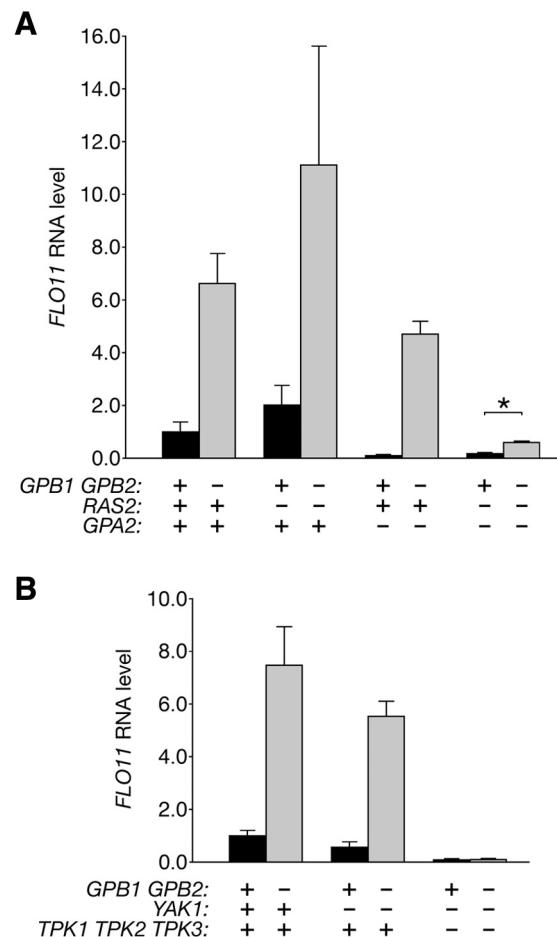 A
16.0
14.0
12.0
10.0
8.0
6.0
4.0
2.0
0.0
FLO11 RNA level
*
GPB1 GPB2: + − + − + − + −
RAS2: + + − − + + − −
GPA2: + + + + − − − −
B
10.0
8.0
6.0
4.0
2.0
0.0
FLO11 RNA level
GPB1 GPB2: + − + − + −
YAK1: + + − − − −
TPK1 TPK2 TPK3: + + + + − −